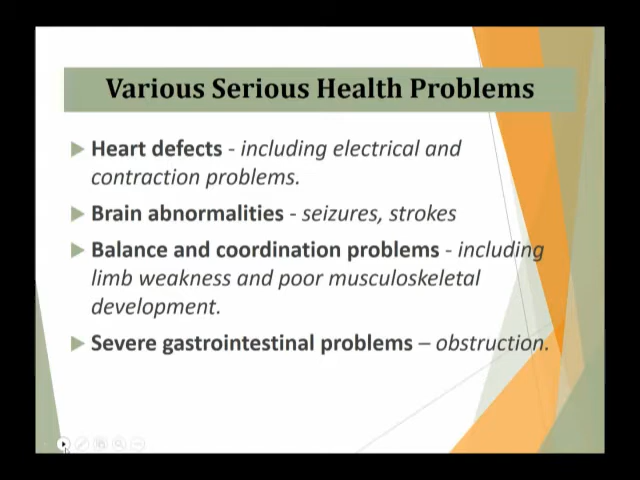 Various Serious Health Problems
Heart defects - including electrical and
contraction problems.
Brain abnormalities - seizures, strokes
Balance and coordination problems - including
limb weakness and poor musculoskeletal
development.
Severe gastrointestinal problems – obstruction.